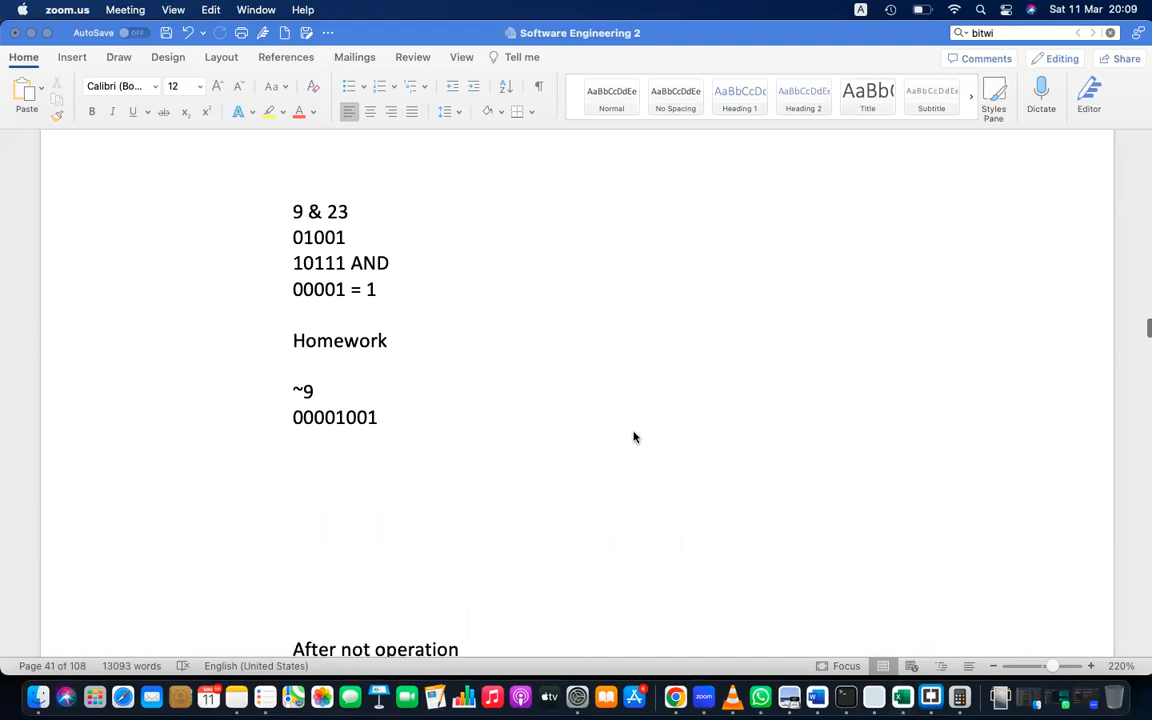 zoom.us Meeting View Edit Window Help A Sat 11 Mar 20:09
AutoSave OFF Software Engineering 2 bitwi
Home Insert Draw Design Layout References Mailings Review View Tell me Comments Editing Share
Calibri (Bo... 12 A A Aa A
AaBbCcDdEe AaBbCcDdEe AaBbCcDc AaBbCcDdEe AaBb( AaBbCcDdEe
Paste B I U ab x2 x2 A A
Normal No Spacing Heading 1 Heading 2 Title Subtitle Styles Pane Dictate Editor
9 & 23
01001
10111 AND
00001 = 1
Homework
~9
00001001
After not operation
Page 41 of 108 13093 words English (United States) Focus 220%